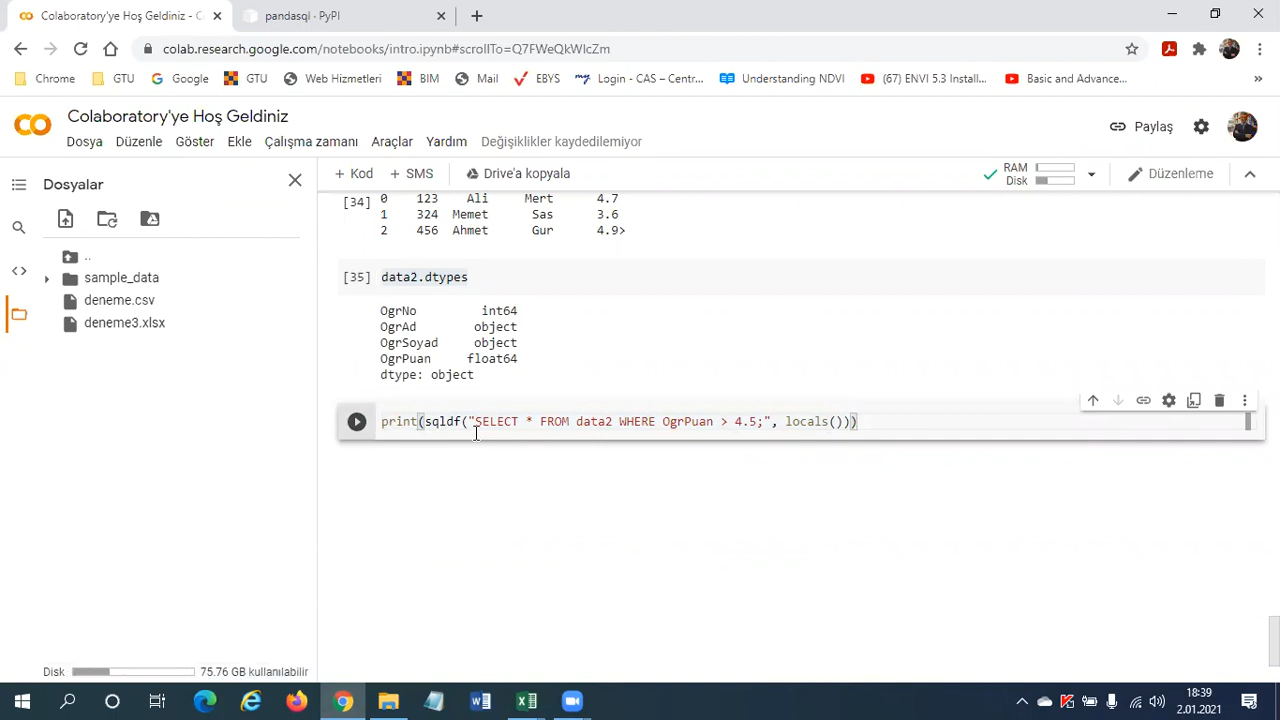 Colaboratory'ye Hoş Geldiniz - C
pandasql · PyPI
colab.research.google.com/notebooks/intro.ipynb#scrollTo=Q7FWeQkWIcZm
Chrome
GTU
Google
GTU
Web Hizmetleri
BIM
Mail
EBYS
Login - CAS – Centr...
Understanding NDVI
(67) ENVI 5.3 Install...
Basic and Advance...
»
Colaboratory'ye Hoş Geldiniz
Dosya Düzenle Göster Ekle Çalışma zamanı Araçlar Yardım Değişiklikler kaydedilemiyor
Paylaş
Dosyalar
+ Kod + SMS
Drive'a kopyala
RAM
Disk
Düzenleme
..
sample_data
deneme.csv
deneme3.xlsx
[34] 0 123 Ali Mert 4.7
1 324 Memet Sas 3.6
2 456 Ahmet Gur 4.9>
[35] data2.dtypes
OgrNo int64
OgrAd object
OgrSoyad object
OgrPuan float64
dtype: object
print(sqldf("SELECT * FROM data2 WHERE OgrPuan > 4.5;", locals()))
Disk 75.76 GB kullanılabilir
18:39
2.01.2021